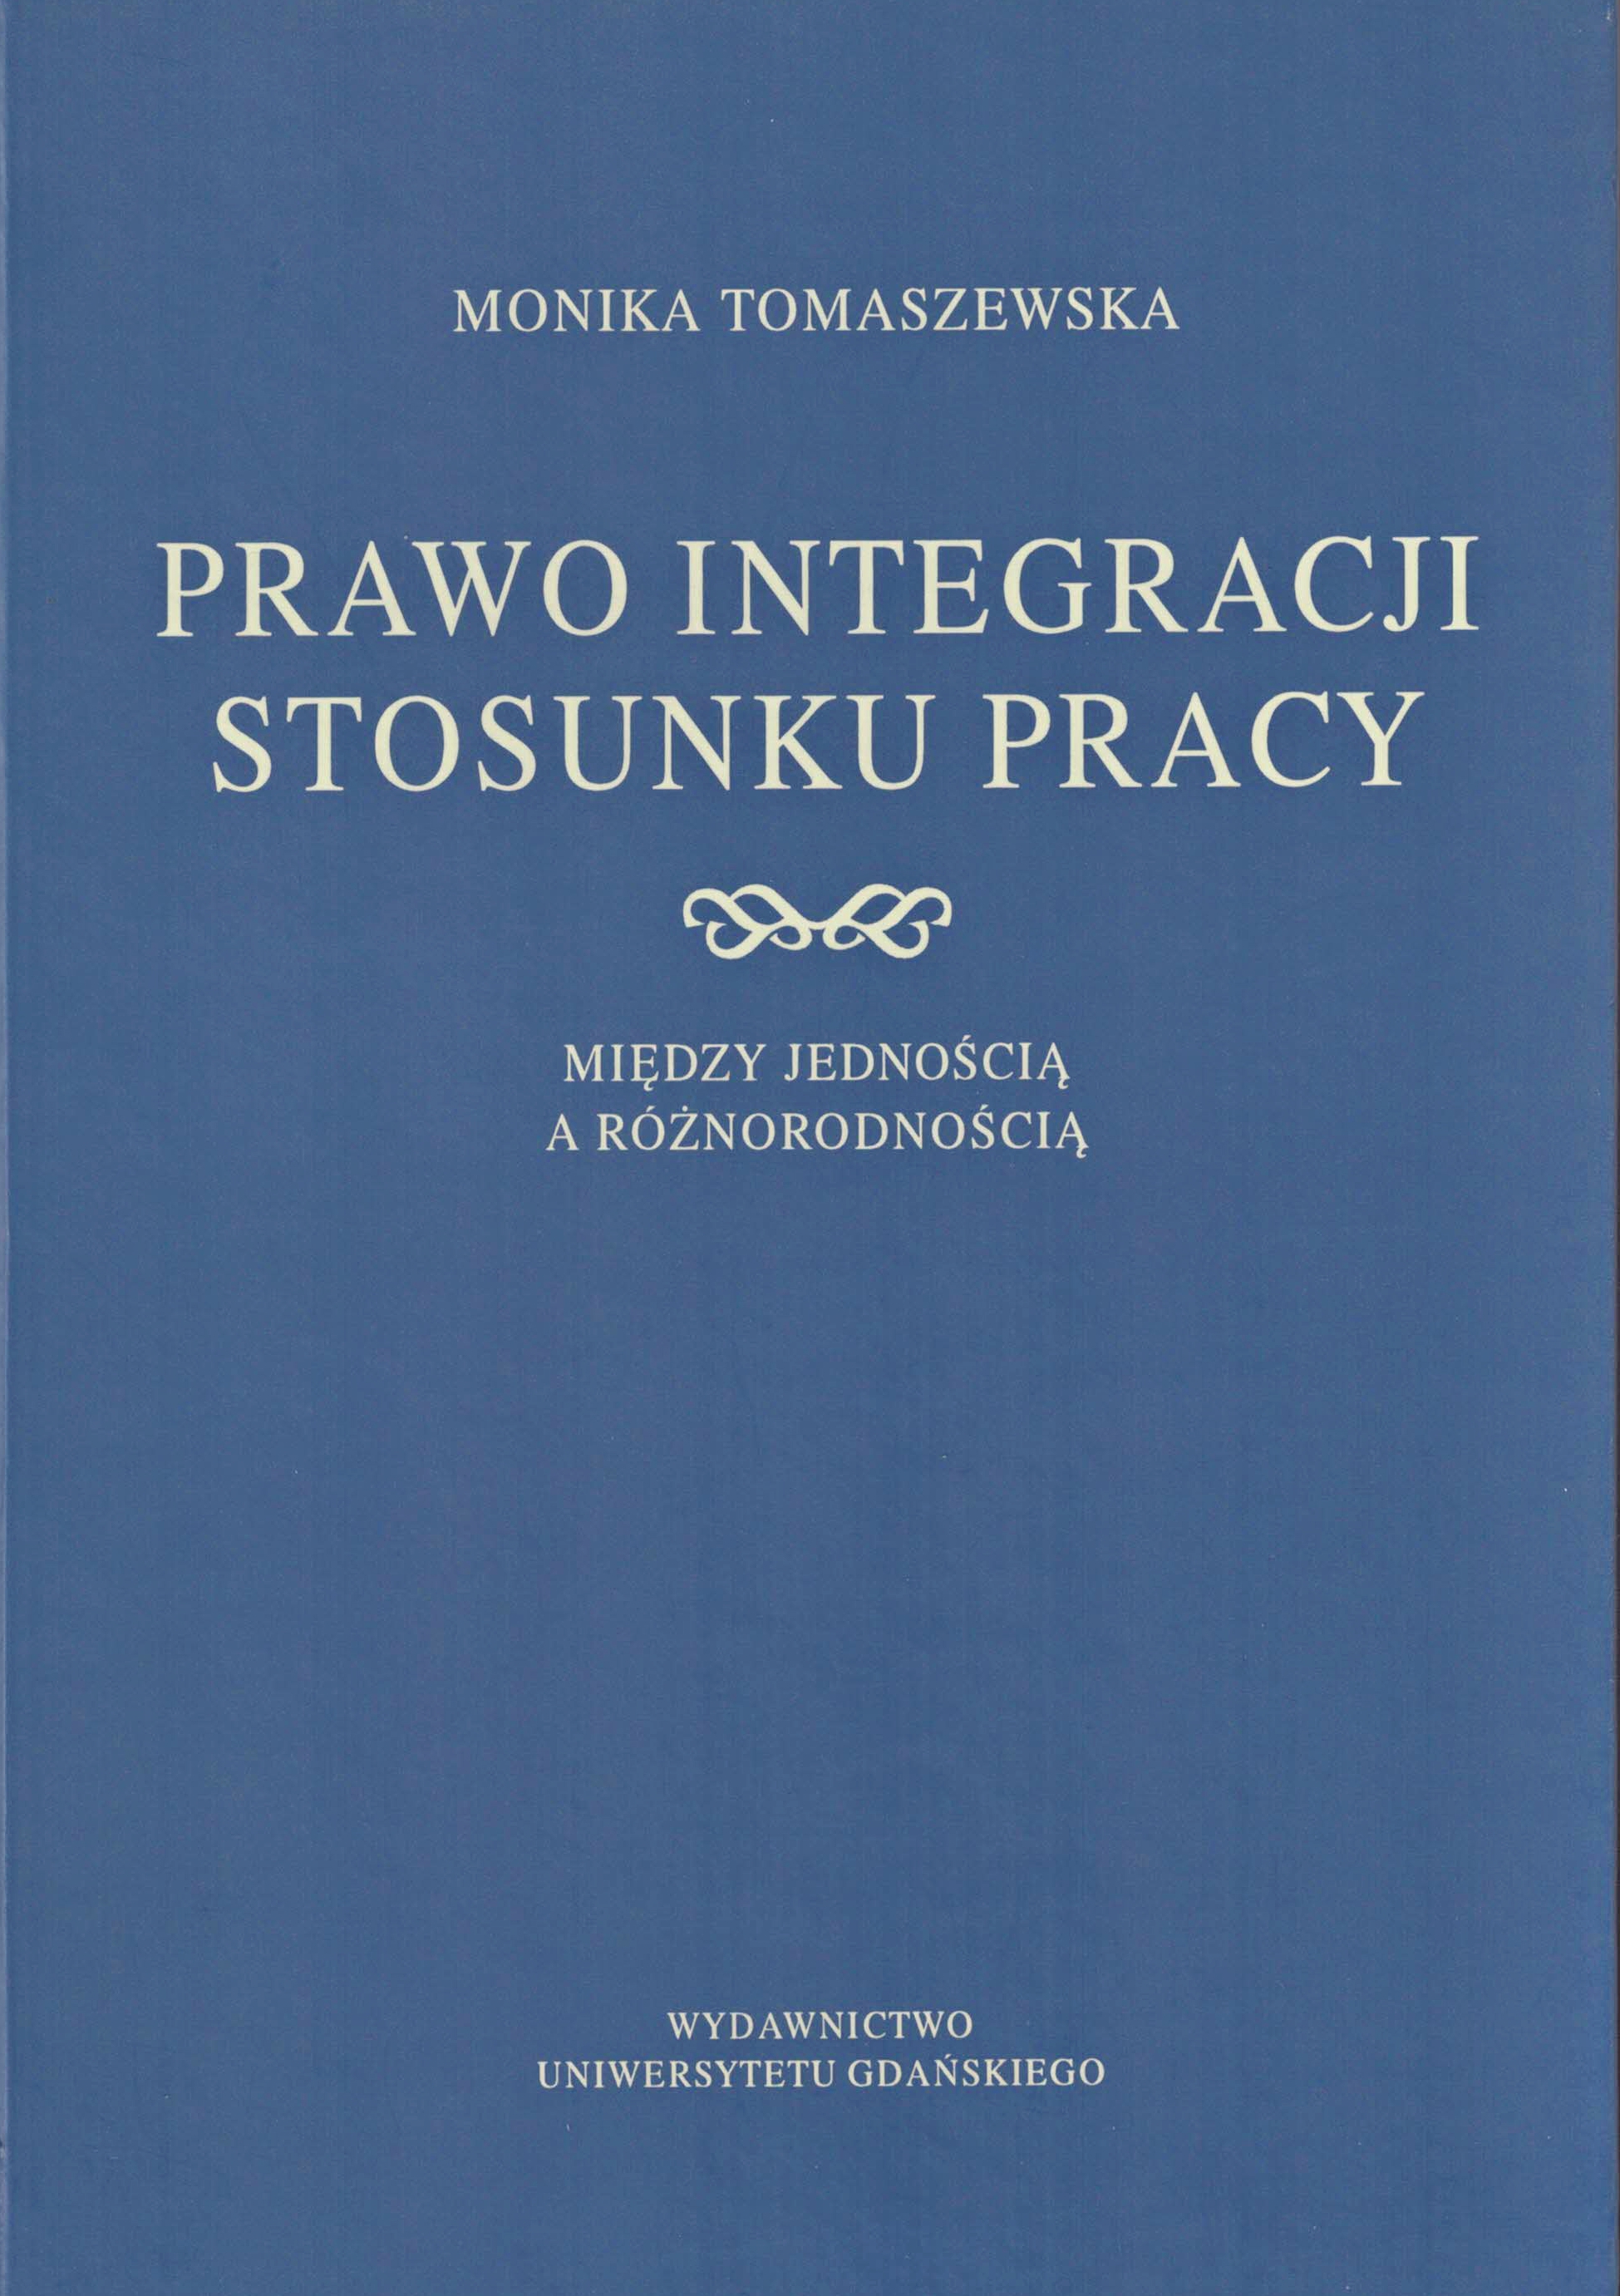 MONIKA TOMASZEWSKA
PRAWO INTEGRACJI
STOSUNKU PRACY
MIĘDZY JEDNOŚCIĄ
A RÓŻNORODNOŚCIĄ
WYDAWNICTWO
UNIWERSYTETU GDAŃSKIEGO